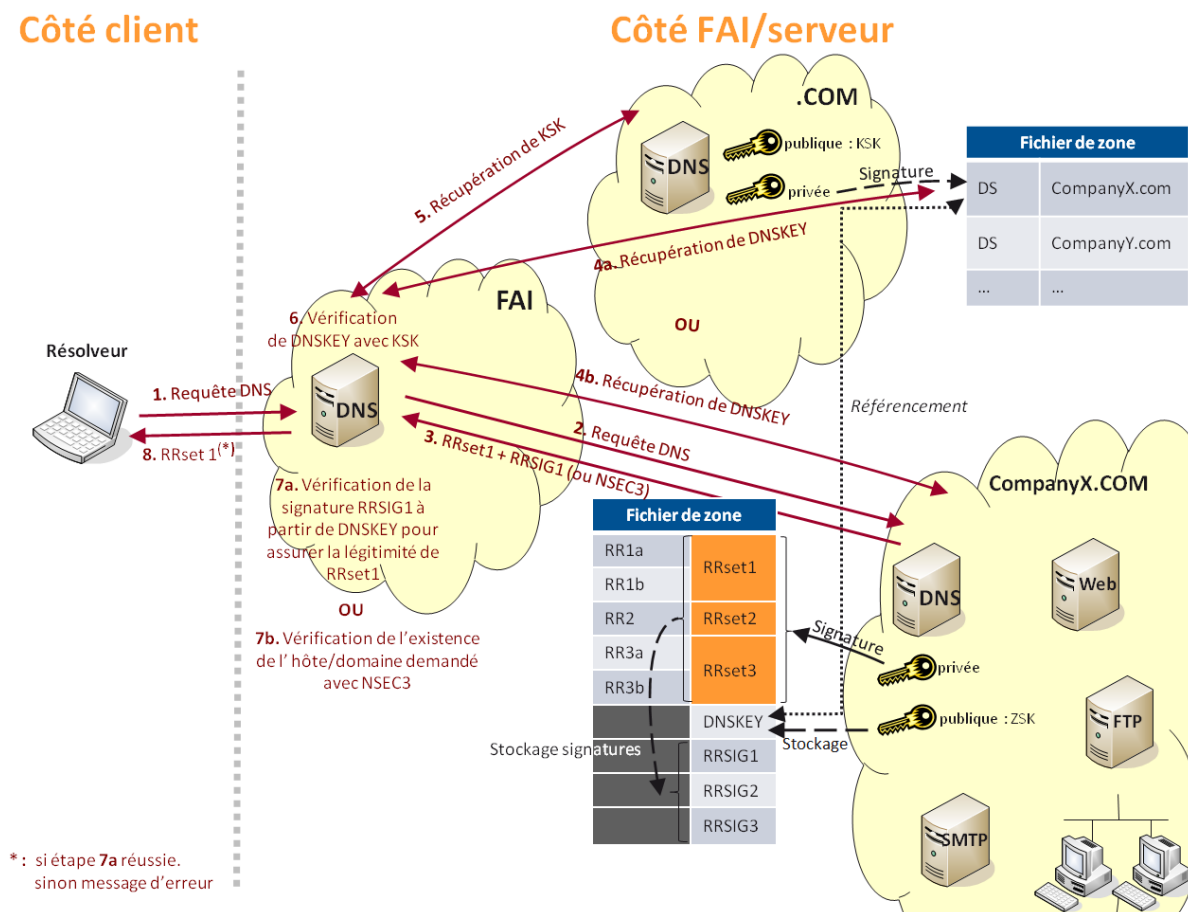 Côté client
Côté FAI/serveur
.COM
DNS
publique : KSK
privée
Signature
Fichier de zone
DS CompanyX.com
DS CompanyY.com
... ...
5. Récupération de KSK
4a. Récupération de DNSKEY
OU
FAI
6. Vérification
de DNSKEY avec KSK
Résolveur
1. Requête DNS
DNS
8. RRset 1(*)
4b. Récupération de DNSKEY
2. Requête DNS
3. RRset1 + RRSIG1 (ou NSEC3)
Référencement
7a. Vérification de la
signature RRSIG1 à
partir de DNSKEY pour
assurer la légitimité de
RRset1
OU
7b. Vérification de l’existence
de l’ hôte/domaine demandé
avec NSEC3
CompanyX.COM
Fichier de zone
RR1a
RRset1
RR1b
RR2 RRset2
RR3a
RRset3
RR3b
DNSKEY
RRSIG1
RRSIG2
RRSIG3
Stockage signatures
Signature
Stockage
DNS
Web
privée
publique : ZSK
FTP
SMTP
* : si étape 7a réussie.
sinon message d’erreur